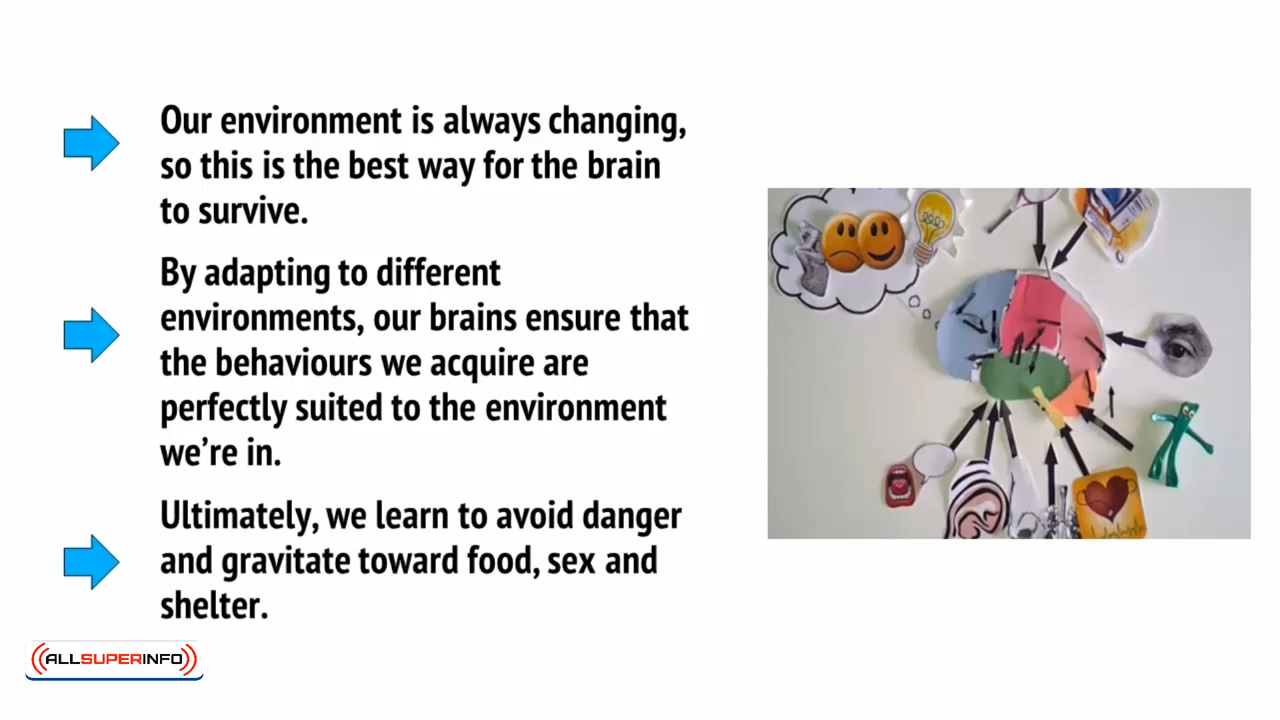 Our environment is always changing,
so this is the best way for the brain
to survive.
By adapting to different
environments, our brains ensure that
the behaviours we acquire are
perfectly suited to the environment
we’re in.
Ultimately, we learn to avoid danger
and gravitate toward food, sex and
shelter.
ALLSUPERINFO